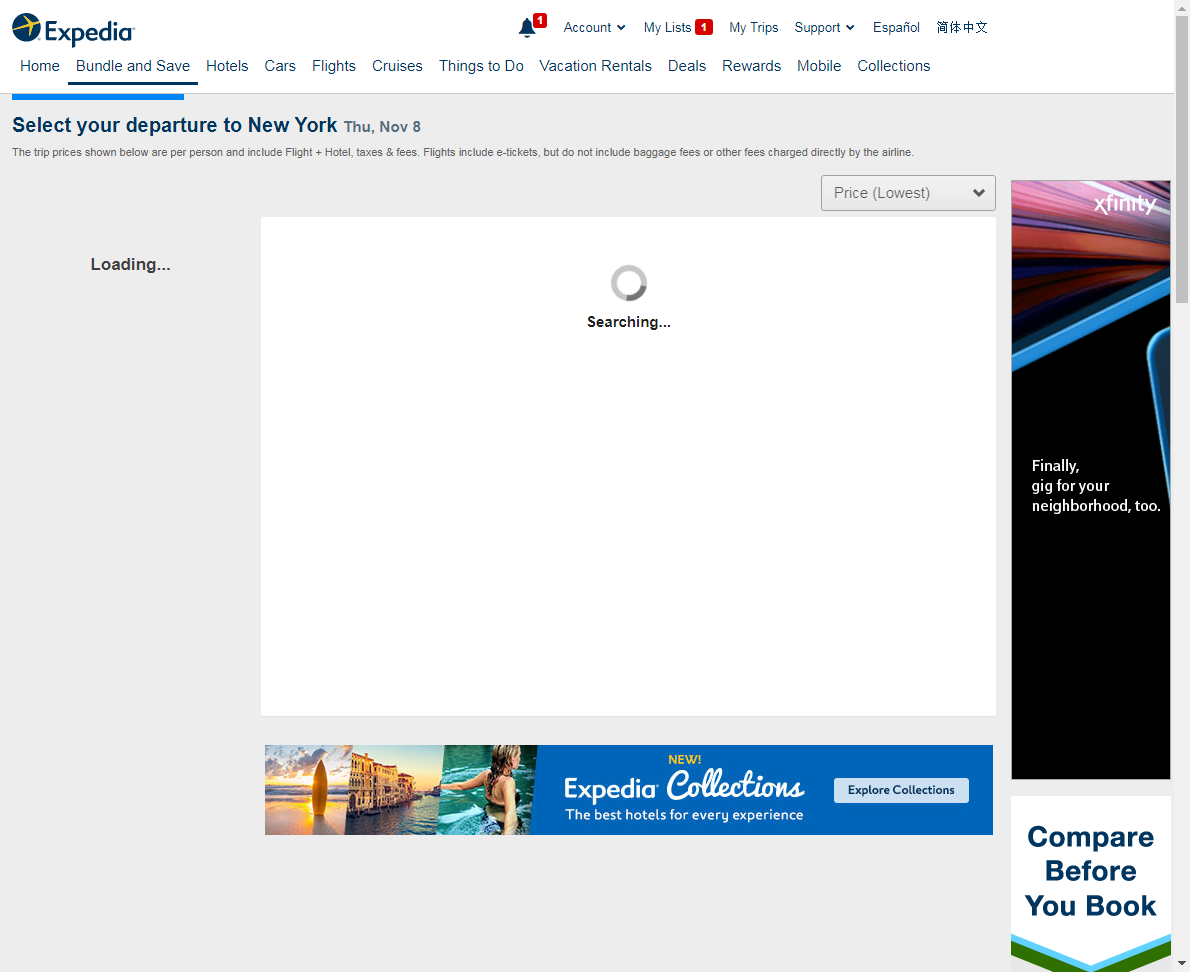 Expedia
1
Account
My Lists 1
My Trips
Support
Español
简体中文
Home
Bundle and Save
Hotels
Cars
Flights
Cruises
Things to Do
Vacation Rentals
Deals
Rewards
Mobile
Collections
Select your departure to New York Thu, Nov 8
The trip prices shown below are per person and include Flight + Hotel, taxes & fees. Flights include e-tickets, but do not include baggage fees or other fees charged directly by the airline.
Price (Lowest)
Loading...
Searching...
xfinity
Finally,
gig for your
neighborhood, too.
NEW!
Expedia Collections
The best hotels for every experience
Explore Collections
Compare
Before
You Book